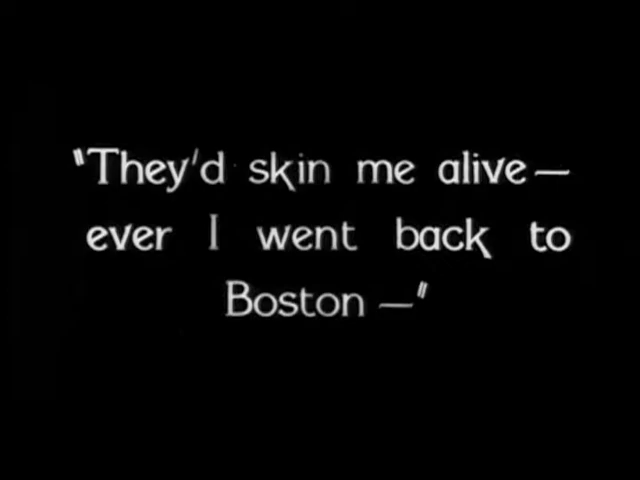 "They'd skin me alive—
ever I went back to
Boston—"